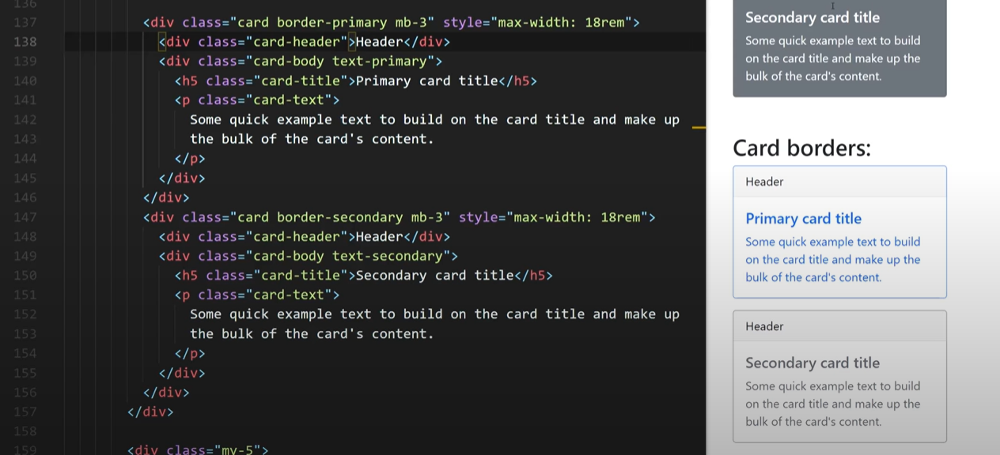 136
137 <div class="card border-primary mb-3" style="max-width: 18rem">
138 <div class="card-header">Header</div>
139 <div class="card-body text-primary">
140 <h5 class="card-title">Primary card title</h5>
141 <p class="card-text">
142 Some quick example text to build on the card title and make up
143 the bulk of the card's content.
144 </p>
145 </div>
146 </div>
147 <div class="card border-secondary mb-3" style="max-width: 18rem">
148 <div class="card-header">Header</div>
149 <div class="card-body text-secondary">
150 <h5 class="card-title">Secondary card title</h5>
151 <p class="card-text">
152 Some quick example text to build on the card title and make up
153 the bulk of the card's content.
154 </p>
155 </div>
156 </div>
157 </div>
158
159 <div class="my-5">
Secondary card title
Some quick example text to build
on the card title and make up the
bulk of the card's content.
Card borders:
Header
Primary card title
Some quick example text to build
on the card title and make up the
bulk of the card's content.
Header
Secondary card title
Some quick example text to build
on the card title and make up the
bulk of the card's content.